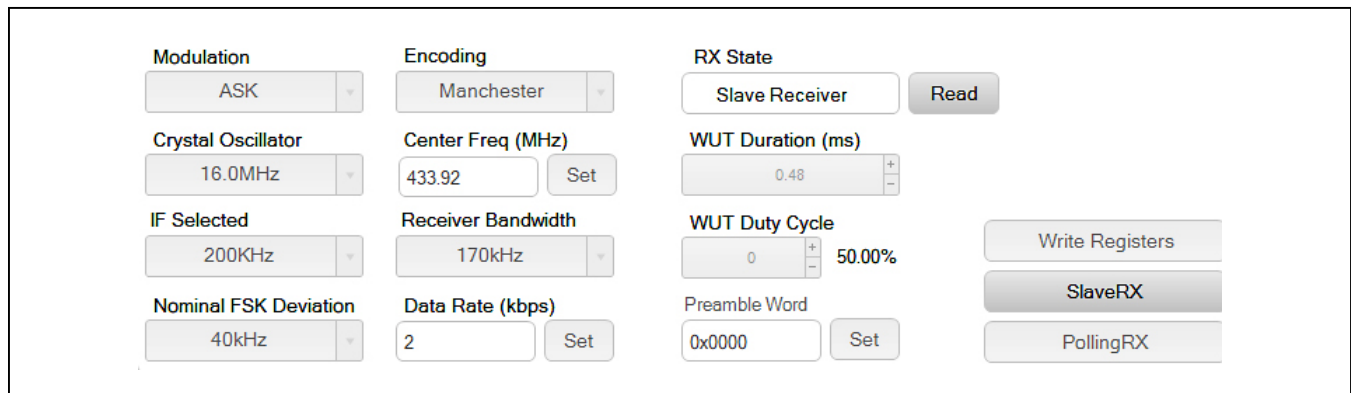 Modulation
Encoding
RX State
ASK
Manchester
Slave Receiver
Read
Crystal Oscillator
Center Freq (MHz)
WUT Duration (ms)
16.0MHz
433.92
Set
0.48
+
−
IF Selected
Receiver Bandwidth
WUT Duty Cycle
200KHz
170kHz
0
+
−
50.00%
Write Registers
Nominal FSK Deviation
Data Rate (kbps)
Preamble Word
SlaveRX
40kHz
2
Set
0x0000
Set
PollingRX